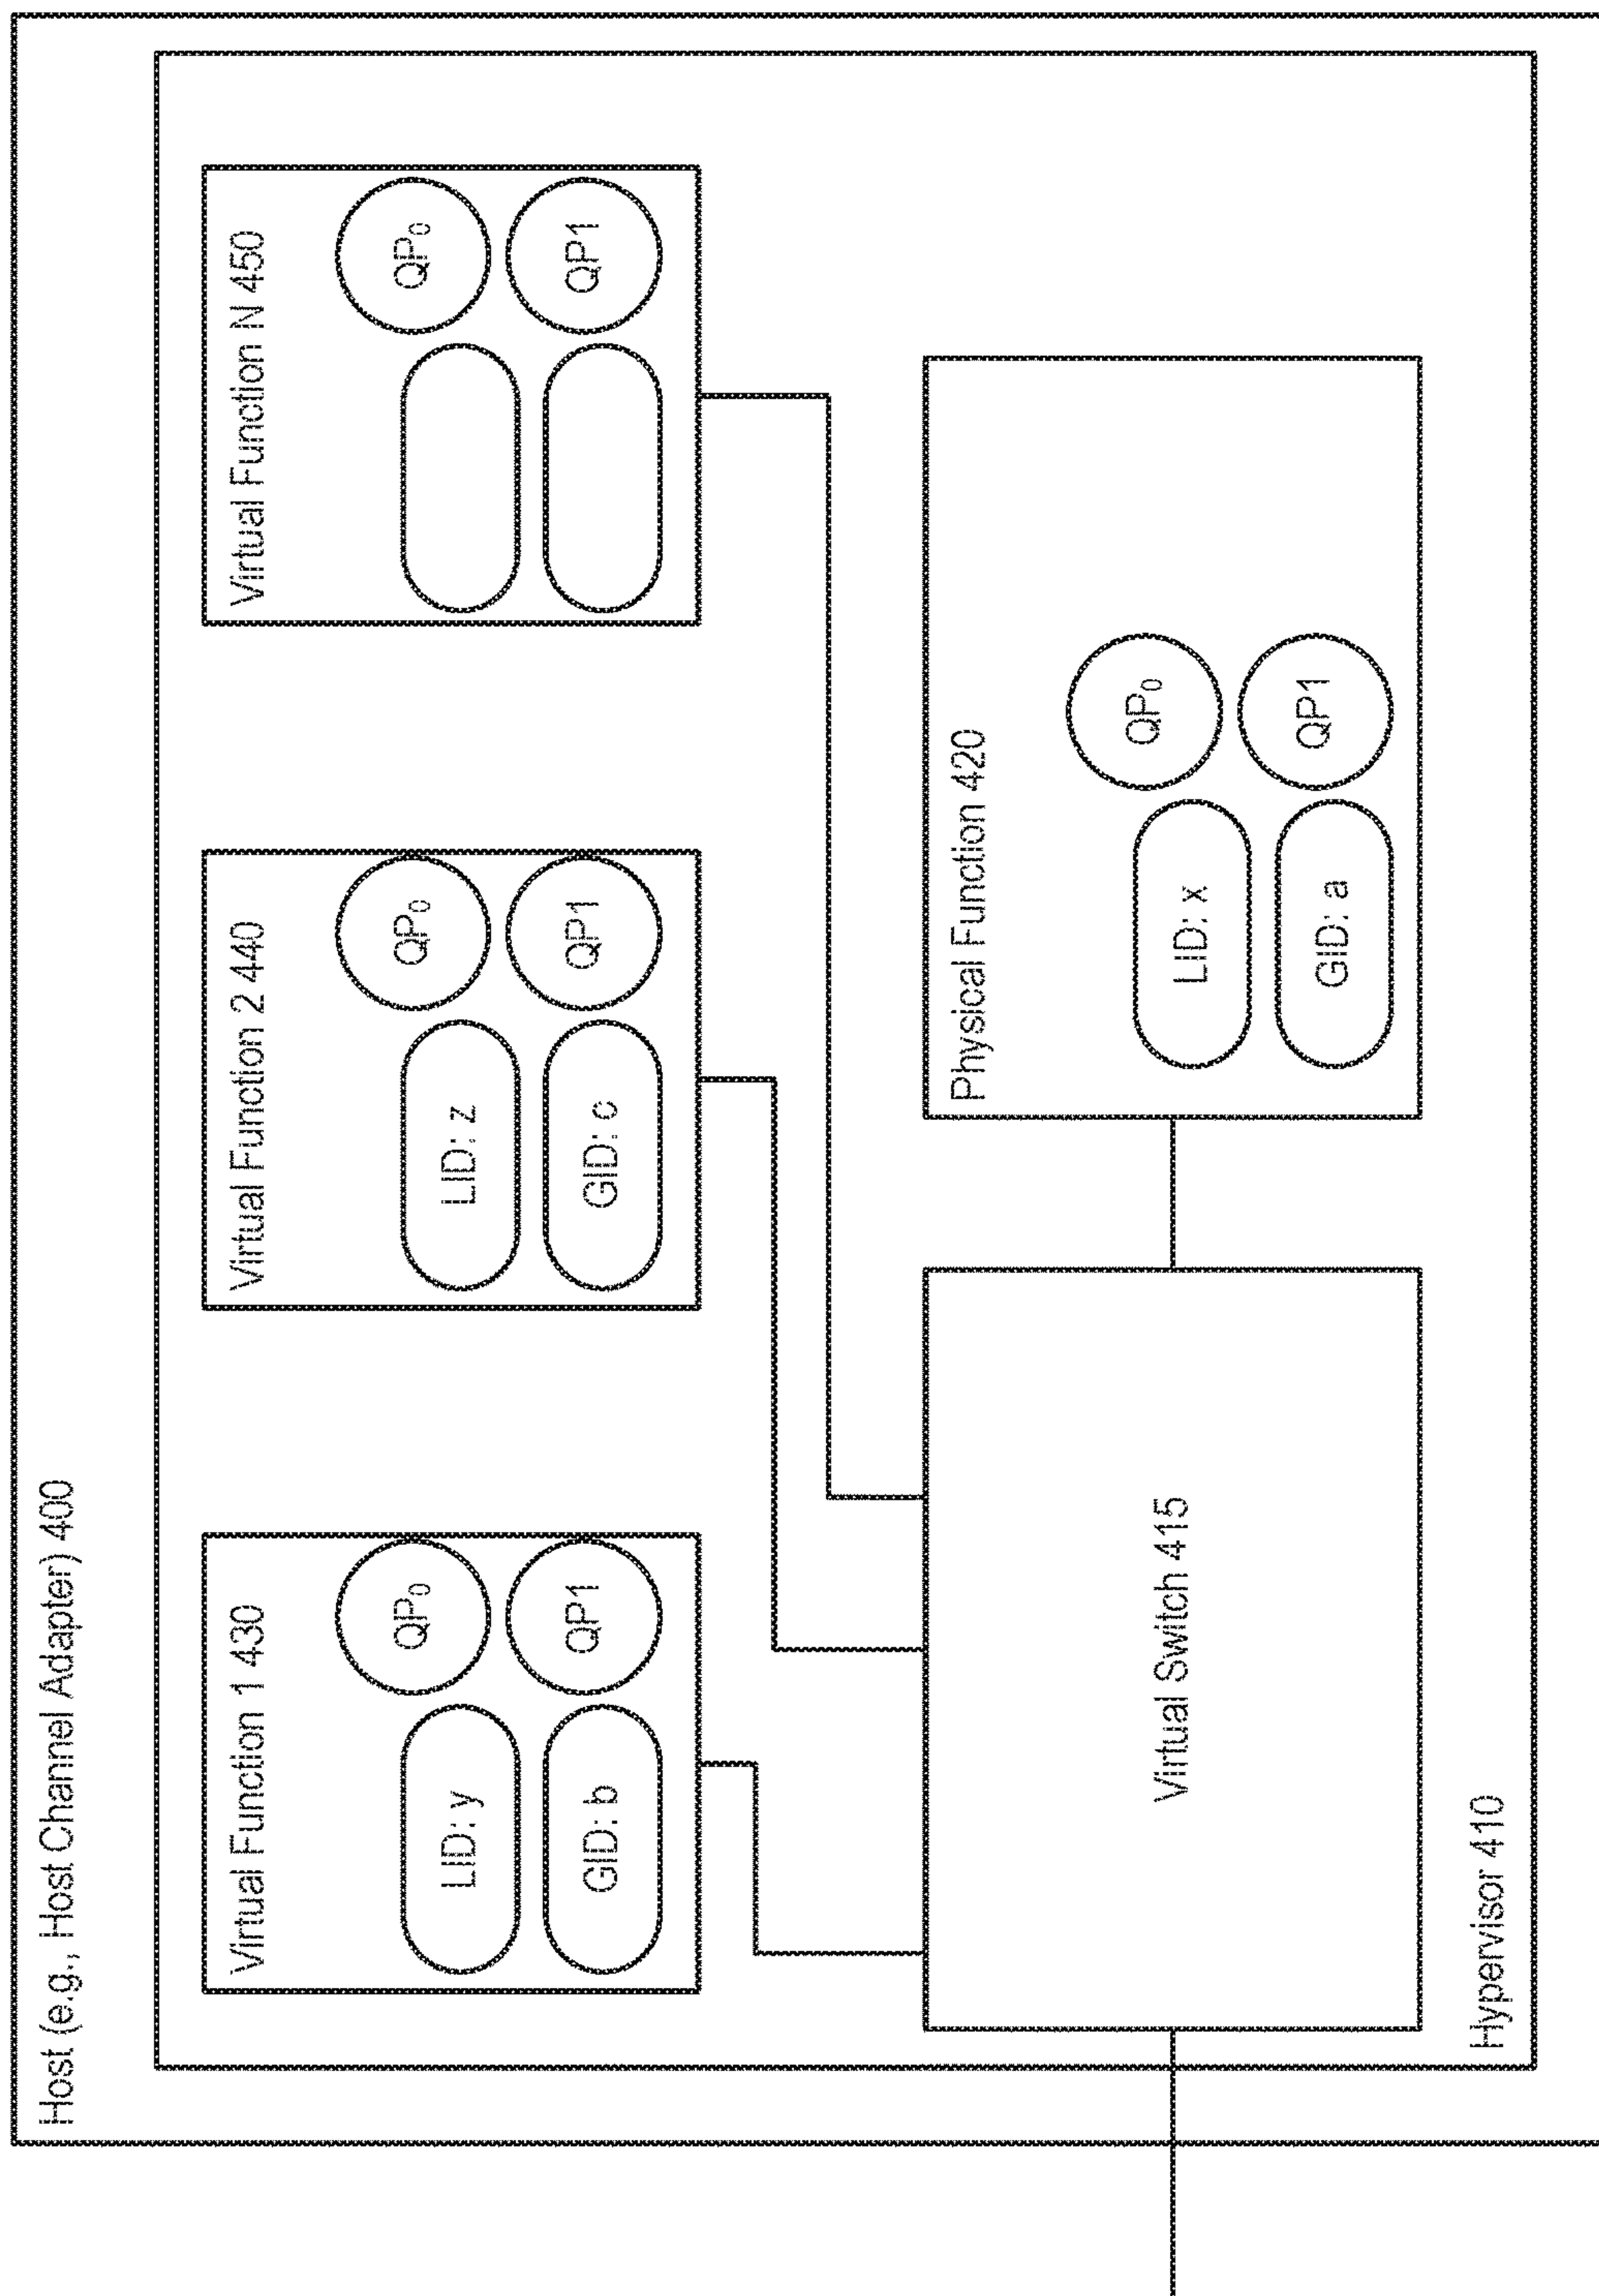 Host (e.g., Host Channel Adapter) 400
Virtual Function 1 430
QP0
LID: y
QP1
GID: b
Virtual Function 2 440
QP0
LID: z
QP1
GID: c
Virtual Function N 450
QP0
QP1
Virtual Switch 415
Physical Function 420
QP0
LID: x
QP1
GID: a
Hypervisor 410